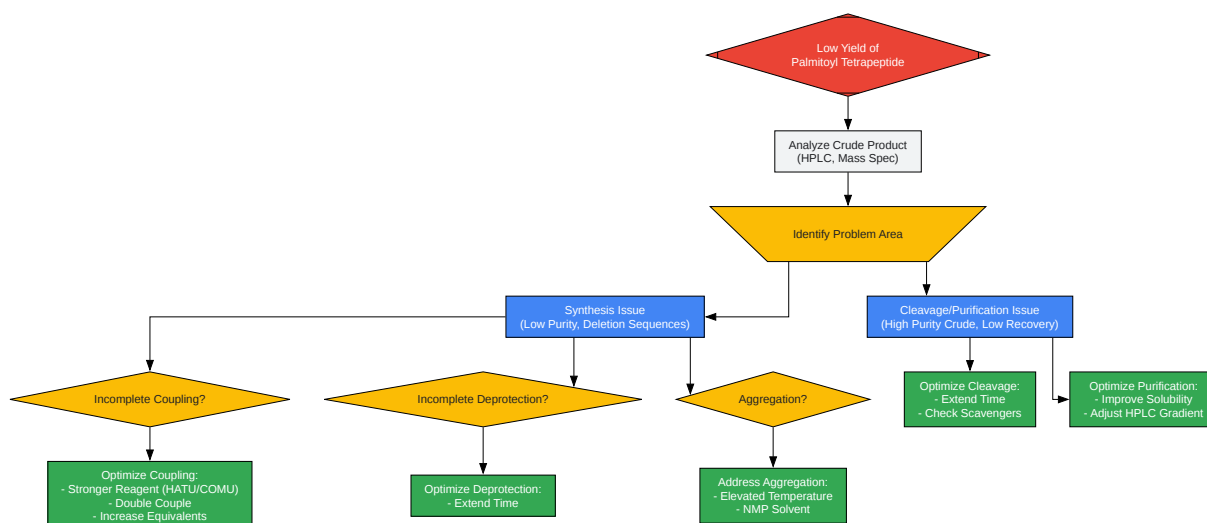 Low Yield of
Palmitoyl Tetrapeptide
Analyze Crude Product
(HPLC, Mass Spec)
Identify Problem Area
Synthesis Issue
(Low Purity, Deletion Sequences)
Cleavage/Purification Issue
(High Purity Crude, Low Recovery)
Incomplete Coupling?
Incomplete Deprotection?
Aggregation?
Optimize Cleavage:
- Extend Time
- Check Scavengers
Optimize Purification:
- Improve Solubility
- Adjust HPLC Gradient
Optimize Coupling:
- Stronger Reagent (HATU/COMU)
- Double Couple
- Increase Equivalents
Optimize Deprotection:
- Extend Time
Address Aggregation:
- Elevated Temperature
- NMP Solvent